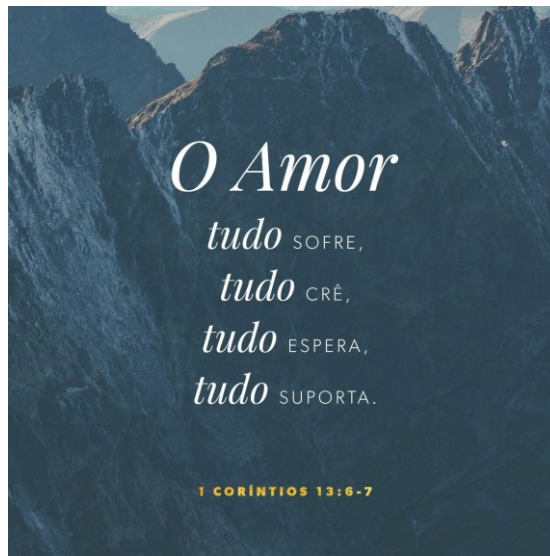 O Amor
tudo SOFRE,
tudo CRÊ,
tudo ESPERA,
tudo SUPORTA.
1 CORÍNTIOS 13:6-7